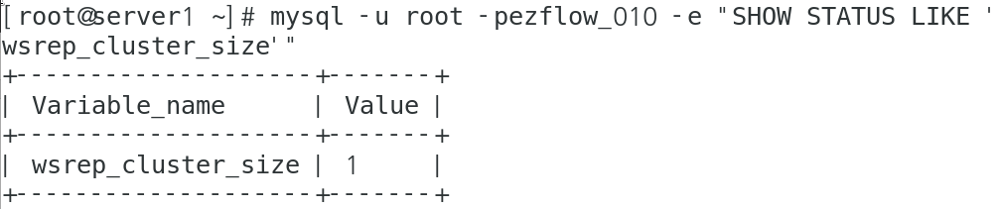 [root@server1 ~]# mysql -u root -pezflow_010 -e "SHOW STATUS LIKE '
wsrep_cluster_size'"
+--------------------+-------+
| Variable_name      | Value |
+--------------------+-------+
| wsrep_cluster_size | 1     |
+--------------------+-------+